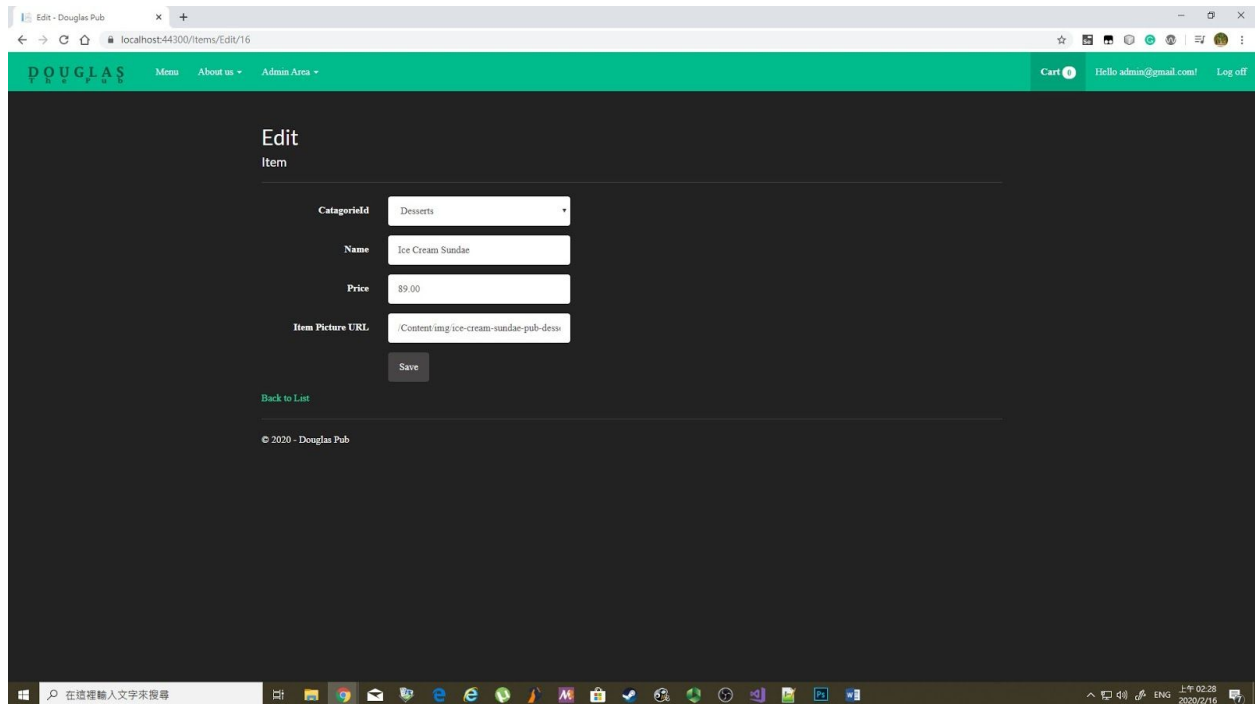 Edit - Douglas Pub
localhost:44300/Items/Edit/16
DOUGLAS
The Pub
Menu
About us
Admin Area
Cart 0
Hello admin@gmail.com!
Log off
Edit
Item
CatagorieId
Desserts
Name
Ice Cream Sundae
Price
89.00
Item Picture URL
/Content/img/ice-cream-sundae-pub-desse
Save
Back to List
© 2020 - Douglas Pub
在這裡輸入文字來搜尋
ENG
上午 02:28
2020/2/16